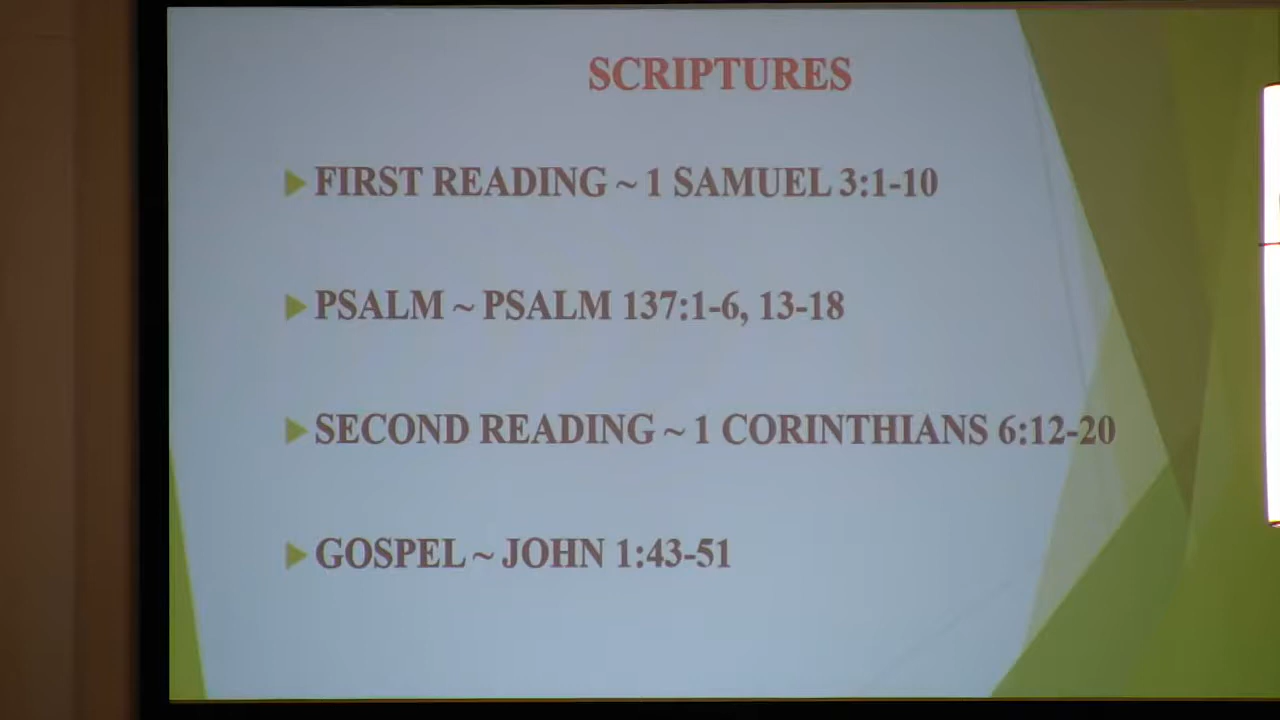 SCRIPTURES
FIRST READING ~ 1 SAMUEL 3:1-10
PSALM ~ PSALM 137:1-6, 13-18
SECOND READING ~ 1 CORINTHIANS 6:12-20
GOSPEL ~ JOHN 1:43-51